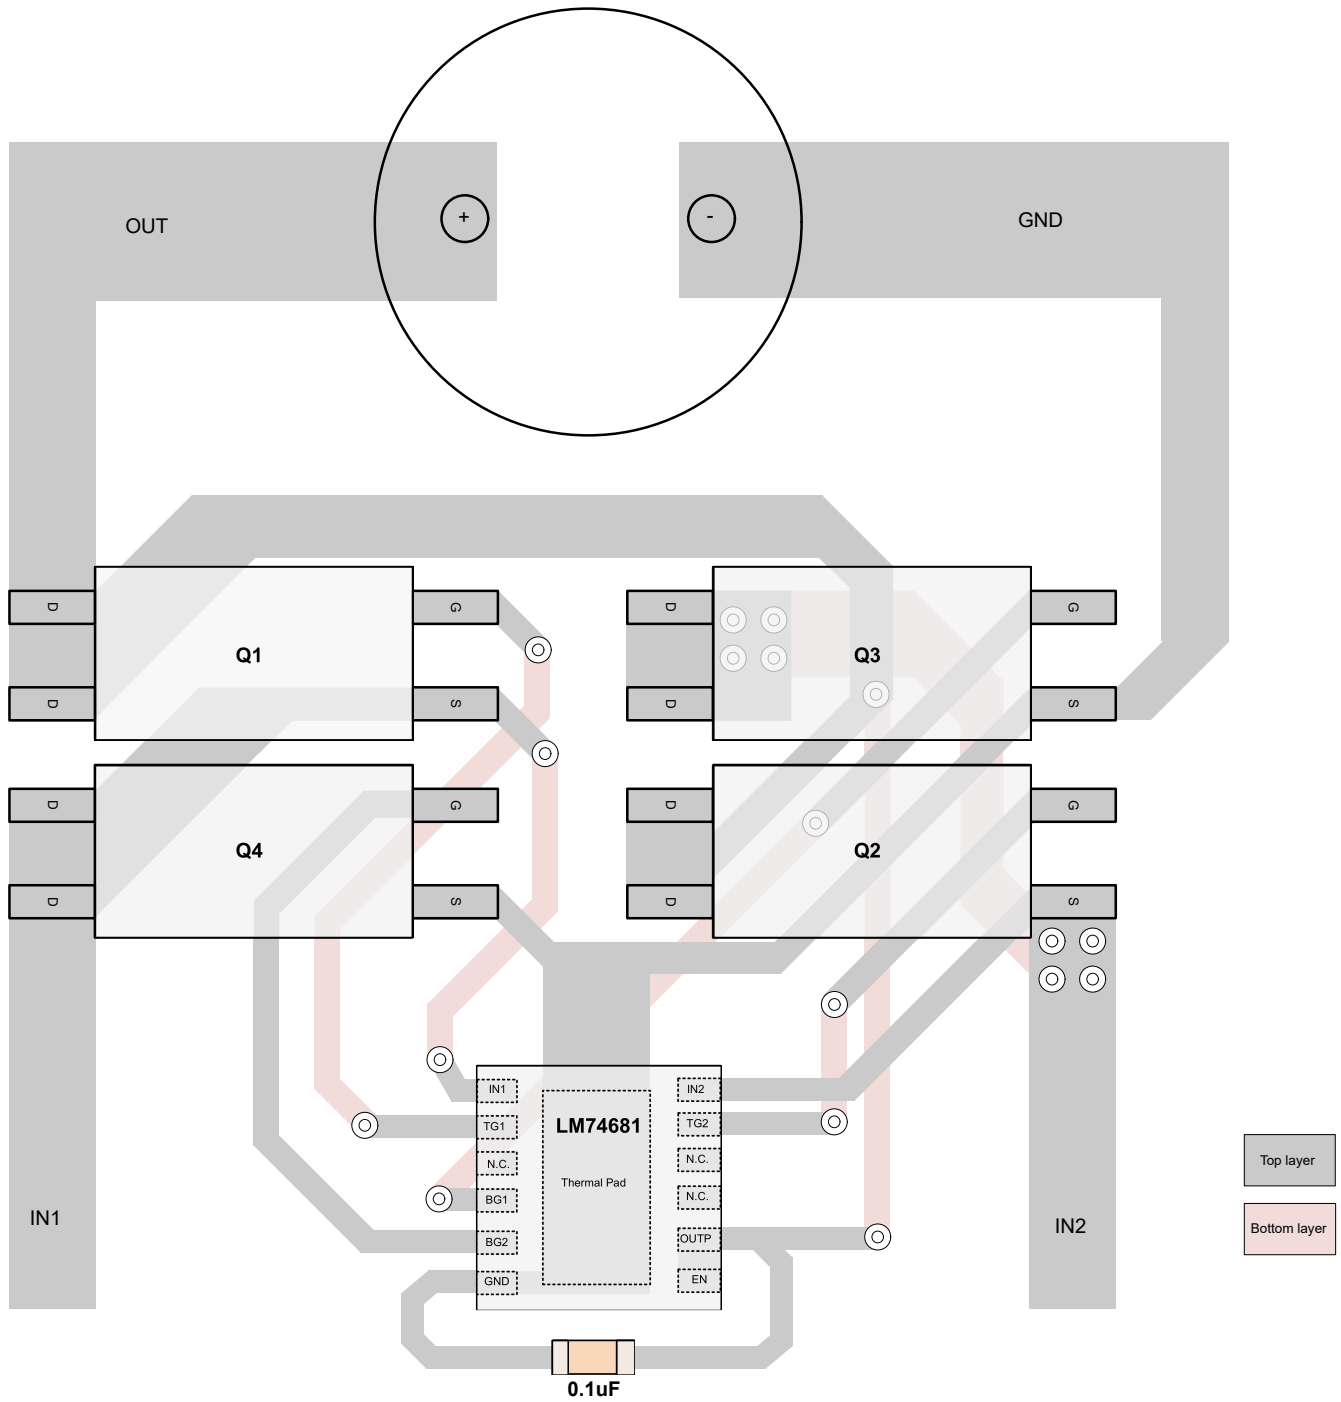 +
-
OUT
GND
D
G
D
G
Q1
Q3
D
S
D
S
D
G
D
G
Q4
Q2
D
S
D
S
IN1
IN2
TG1
LM74681
TG2
N.C.
N.C.
Thermal Pad
BG1
N.C.
BG2
OUTP
GND
EN
IN1
IN2
Top layer
Bottom layer
0.1uF